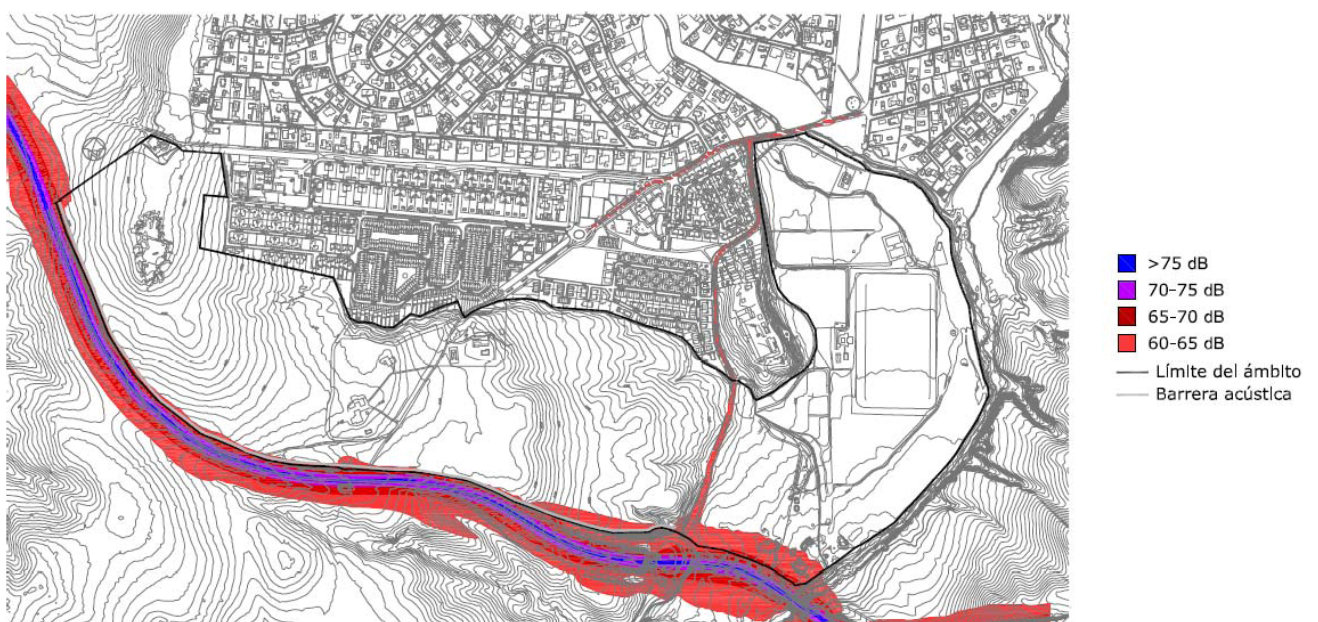 >75 dB
70-75 dB
65-70 dB
60-65 dB
Límite del ámbito
Barrera acústica